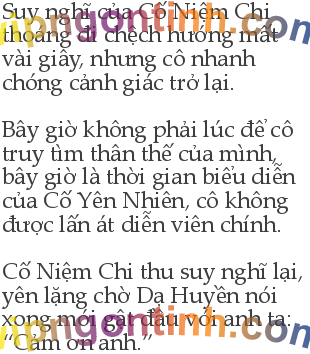 Suy nghĩ của Cố Niệm Chi
thoáng đi chệch hướng mất
vài giây, nhưng cô nhanh
chóng cảnh giác trở lại.
Bây giờ không phải lúc để cô
truy tìm thân thế của mình,
bây giờ là thời gian biểu diễn
của Cố Yên Nhiên, cô không
được lấn át diễn viên chính.
Cố Niệm Chi thu suy nghĩ lại,
yên lặng chờ Dạ Huyền nói
xong mới gật đầu với anh ta:
“Cảm ơn anh.”